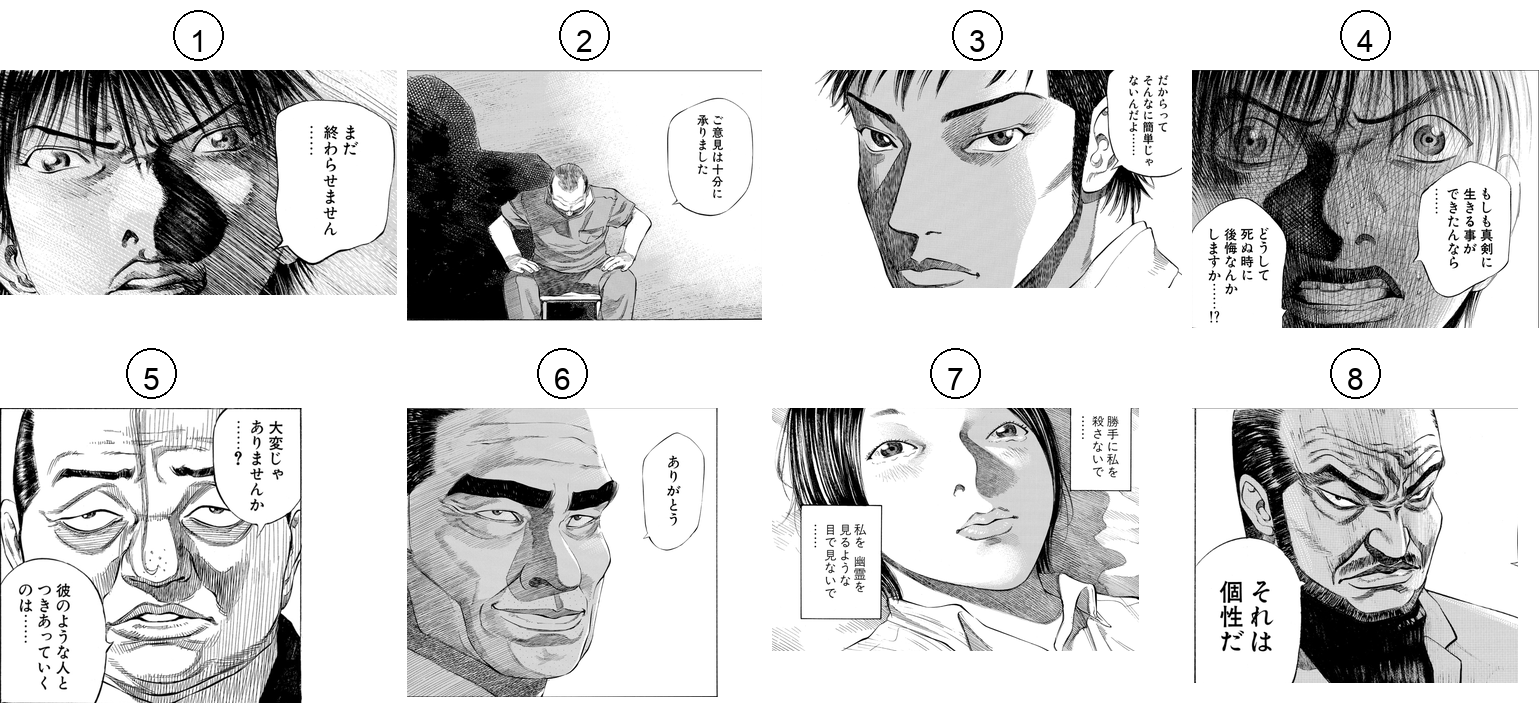 1
まだ
終わらせません
……
2
ご意見は十分に
承りました
3
だからって
そんなに簡単じゃ
ないんだよ……
4
もしも真剣に
生きる事が
できたんなら
……
どうして
死ぬ時に
後悔なんか
しますか……!?
5
大変じゃ
ありませんか
……?
彼のような人と
つきあっていく
のは……
6
ありがとう
7
勝手に私を
殺さないで
……
私を 幽霊を
見るような
目で見ないで
……
8
それは
個性だ